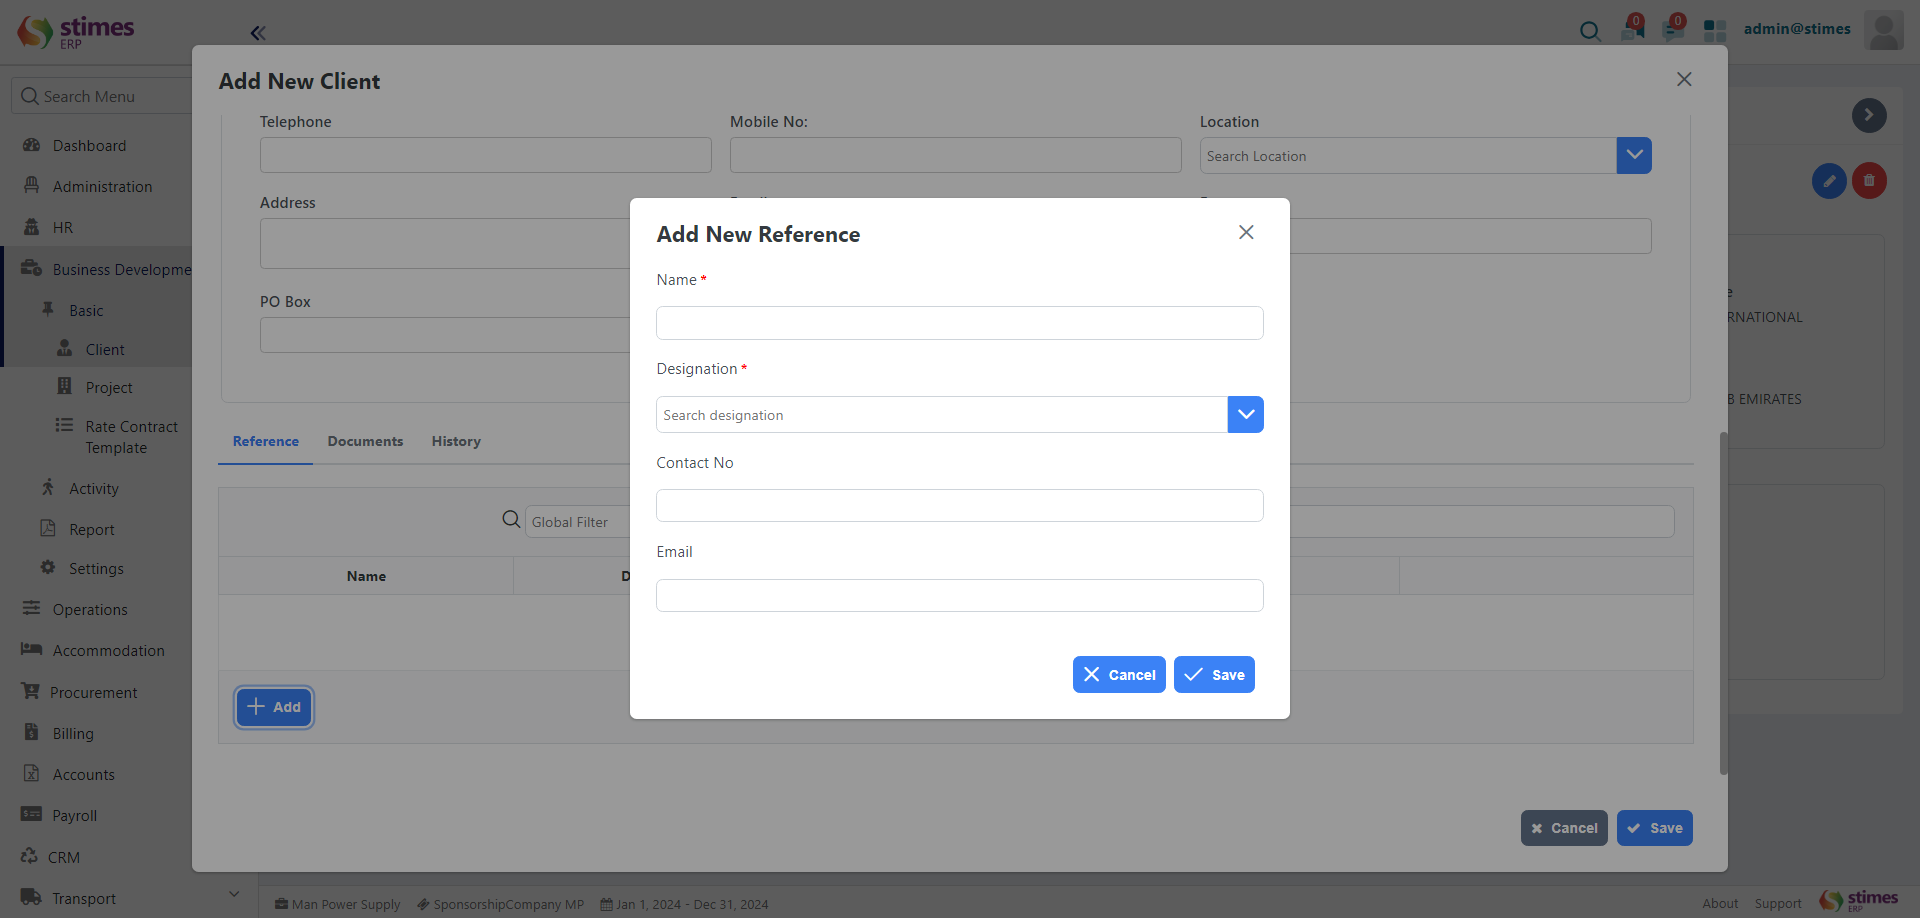 stimes
ERP
0
0
admin@stimes
Search Menu
Dashboard
Administration
HR
Business Developme
Basic
Client
Project
Rate Contract
Template
Activity
Report
Settings
Operations
Accommodation
Procurement
Billing
Accounts
Payroll
CRM
Transport
Add New Client
Telephone
Mobile No:
Location
Search Location
Address
PO Box
Reference
Documents
History
Global Filter
Name
D
Add
Cancel
Save
Add New Reference
Name *
Designation *
Search designation
Contact No
Email
Cancel
Save
e
RNATIONAL
B EMIRATES
Man Power Supply
SponsorshipCompany MP
Jan 1, 2024 - Dec 31, 2024
About
Support
stimes
ERP